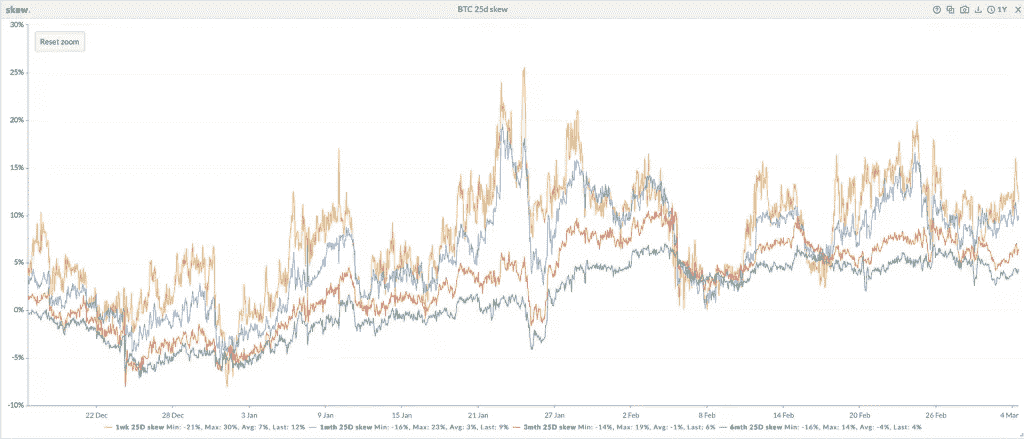 skew.
BTC 25d skew
1Y
30%
Reset zoom
25%
20%
15%
10%
5%
0%
-5%
-10%
22 Dec 28 Dec 3 Jan 9 Jan 15 Jan 21 Jan 27 Jan 2 Feb 8 Feb 14 Feb 20 Feb 26 Feb 4 Mar
1wk 25D skew Min: -21%, Max: 30%, Avg: 7%, Last: 12% 1mth 25D skew Min: -16%, Max: 23%, Avg: 3%, Last: 9% 3mth 25D skew Min: -14%, Max: 19%, Avg: -1%, Last: 6% 6mth 25D skew Min: -16%, Max: 14%, Avg: -4%, Last: 4%